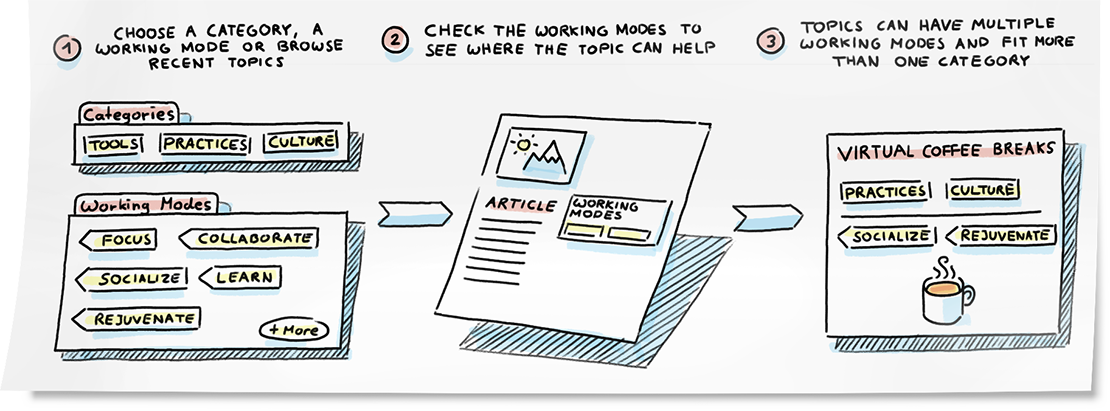 1
CHOOSE A CATEGORY, A
WORKING MODE OR BROWSE
RECENT TOPICS
Categories
TOOLS PRACTICES CULTURE
Working Modes
FOCUS COLLABORATE
SOCIALIZE LEARN
REJUVENATE
+ More
2
CHECK THE WORKING MODES TO
SEE WHERE THE TOPIC CAN HELP
ARTICLE
WORKING
MODES
3
TOPICS CAN HAVE MULTIPLE
WORKING MODES AND FIT MORE
THAN ONE CATEGORY
VIRTUAL COFFEE BREAKS
PRACTICES CULTURE
SOCIALIZE REJUVENATE